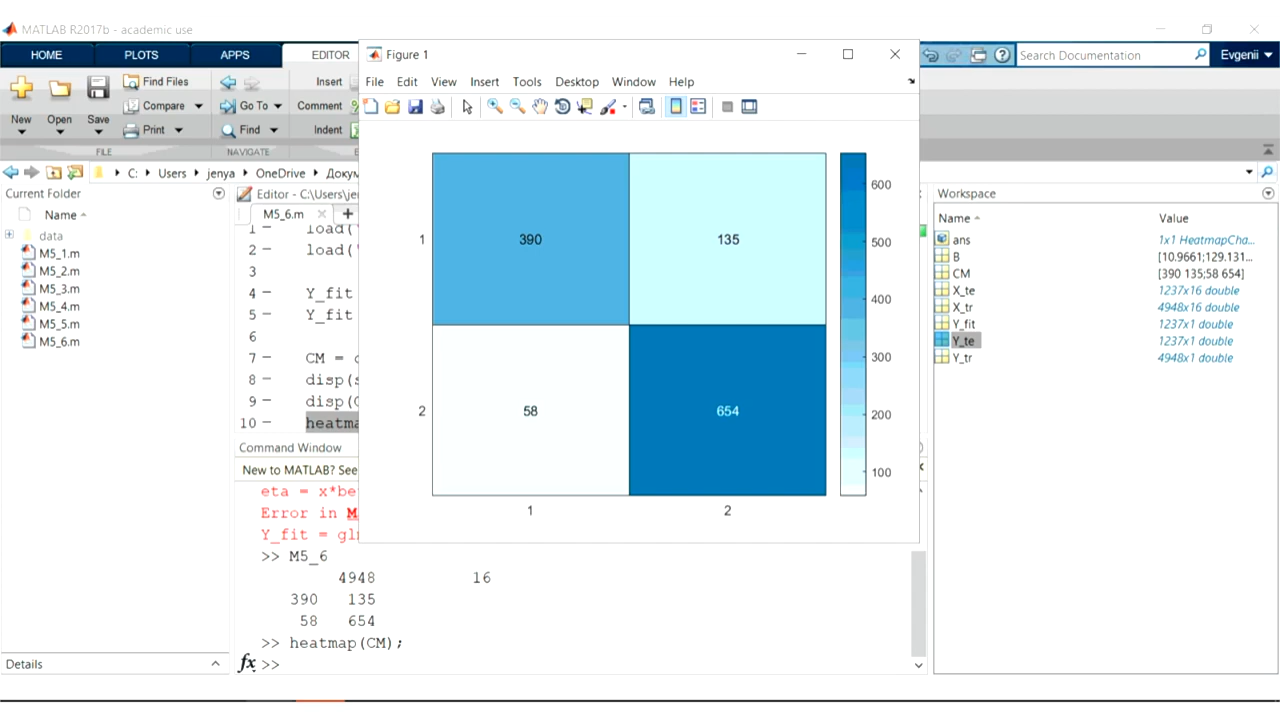 MATLAB R2017b - academic use
HOME PLOTS APPS EDITOR
Search Documentation
Evgenii
New
Open
Save
Find Files
Compare
Print
FILE
Go To
Find
NAVIGATE
Insert
Comment
Indent
C: Users jenya OneDrive
Current Folder
Name
data
M5_1.m
M5_2.m
M5_3.m
M5_4.m
M5_5.m
M5_6.m
Details
Editor - C:\Users\je
M5_6.m
1 load('
2 load('
3
4 Y_fit
5 Y_fit
6
7 CM =
8 disp(
9 disp(
10 heatma
Figure 1
File Edit View Insert Tools Desktop Window Help
1
390
135
2
58
654
1
2
600
500
400
300
200
100
Command Window
New to MATLAB? See
eta = x*be
Error in M
Y_fit = gl
>> M5_6
4948 16
390 135
58 654
>> heatmap(CM);
fx >>
Workspace
Name Value
ans 1x1 HeatmapCha...
B [10.9661;129.131...
CM [390 135;58 654]
X_te 1237x16 double
X_tr 4948x16 double
Y_fit 1237x1 double
Y_te 1237x1 double
Y_tr 4948x1 double